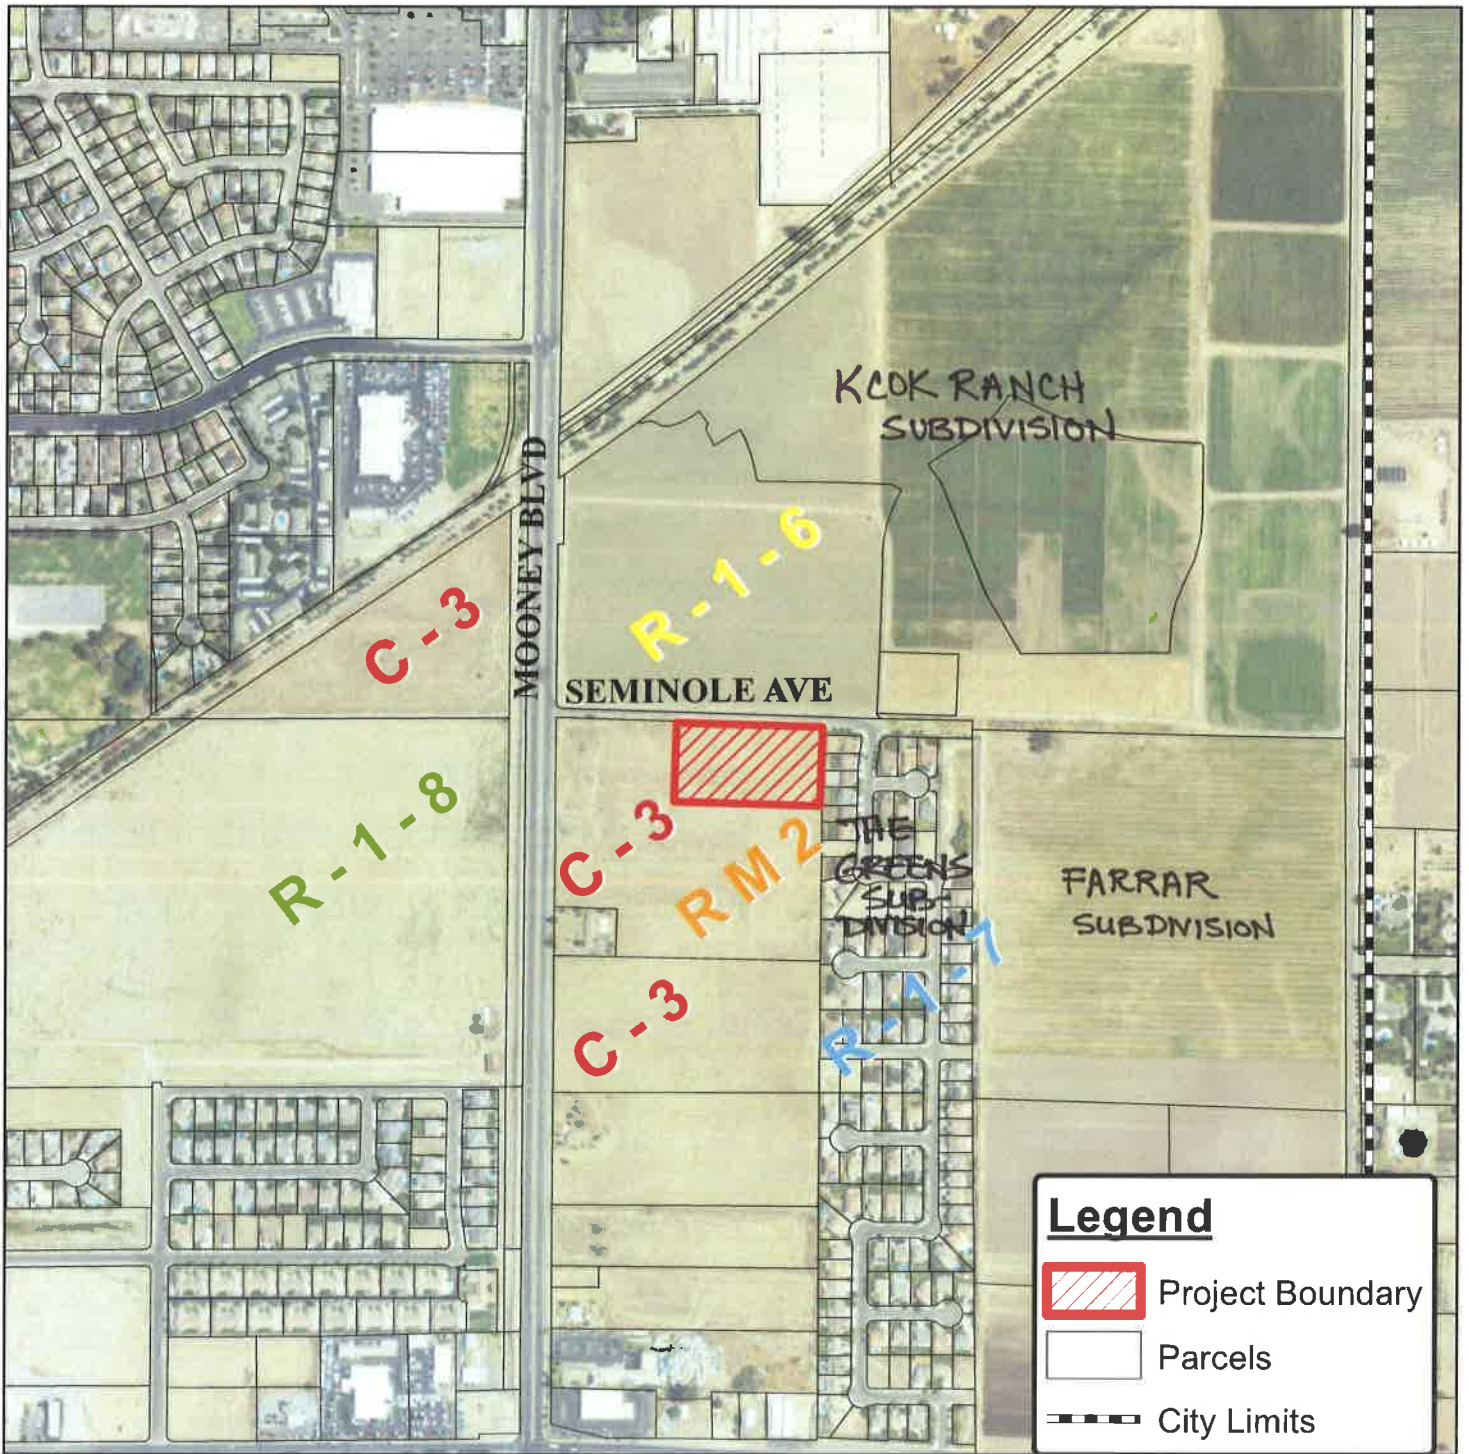 KCOK RANCH
SUBDIVISION
MOONEY BLVD
R-1-6
C-3
SEMINOLE AVE
R-1-8
C-3
RM2
THE
GREENS
SUB-
DIVISION
FARRAR
SUBDIVISION
R-1-7
C-3
Legend
Project Boundary
Parcels
City Limits